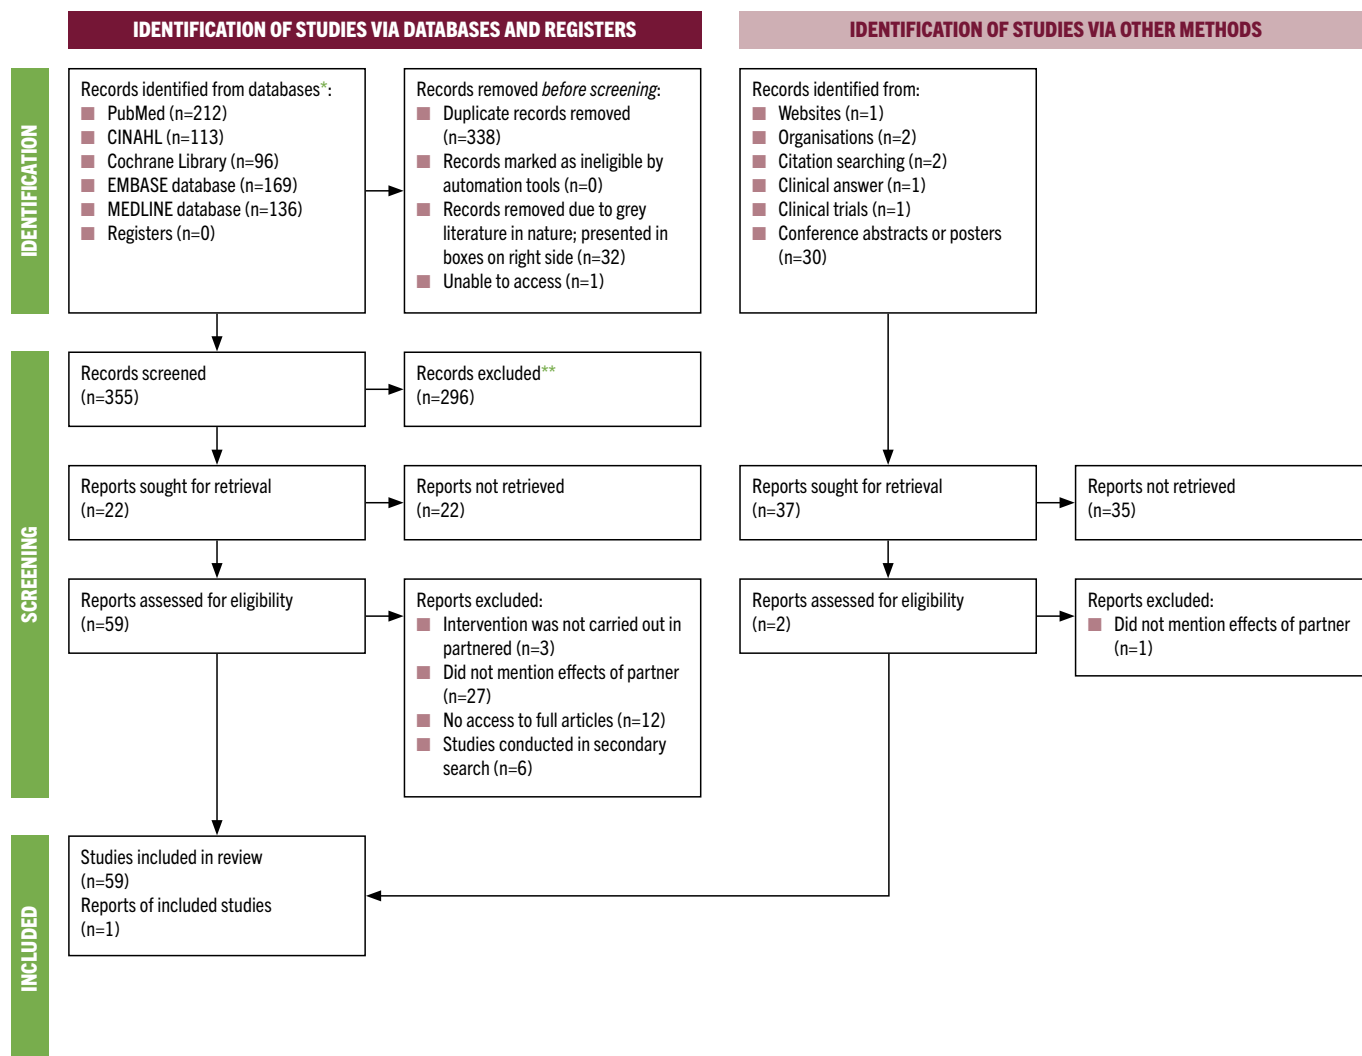 IDENTIFICATION OF STUDIES VIA DATABASES AND REGISTERS
IDENTIFICATION OF STUDIES VIA OTHER METHODS
IDENTIFICATION
Records identified from databases*:
PubMed (n=212)
CINAHL (n=113)
Cochrane Library (n=96)
EMBASE database (n=169)
MEDLINE database (n=136)
Registers (n=0)
Records removed before screening:
Duplicate records removed
(n=338)
Records marked as ineligible by
automation tools (n=0)
Records removed due to grey
literature in nature; presented in
boxes on right side (n=32)
Unable to access (n=1)
Records identified from:
Websites (n=1)
Organisations (n=2)
Citation searching (n=2)
Clinical answer (n=1)
Clinical trials (n=1)
Conference abstracts or posters
(n=30)
SCREENING
Records screened
(n=355)
Records excluded**
(n=296)
Reports sought for retrieval
(n=22)
Reports not retrieved
(n=22)
Reports sought for retrieval
(n=37)
Reports not retrieved
(n=35)
Reports assessed for eligibility
(n=59)
Reports excluded:
Intervention was not carried out in
partnered (n=3)
Did not mention effects of partner
(n=27)
No access to full articles (n=12)
Studies conducted in secondary
search (n=6)
Reports assessed for eligibility
(n=2)
Reports excluded:
Did not mention effects of partner
(n=1)
INCLUDED
Studies included in review
(n=59)
Reports of included studies
(n=1)